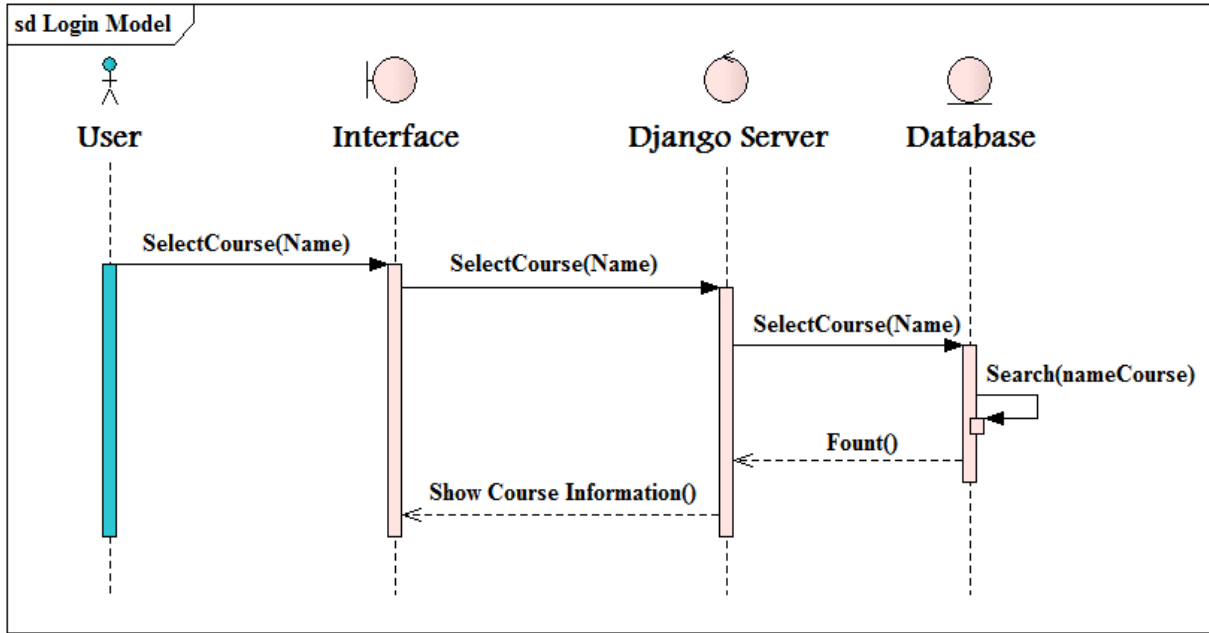 sd Login Model
User
Interface
Django Server
Database
SelectCourse(Name)
SelectCourse(Name)
SelectCourse(Name)
Search(nameCourse)
Fount()
Show Course Information()